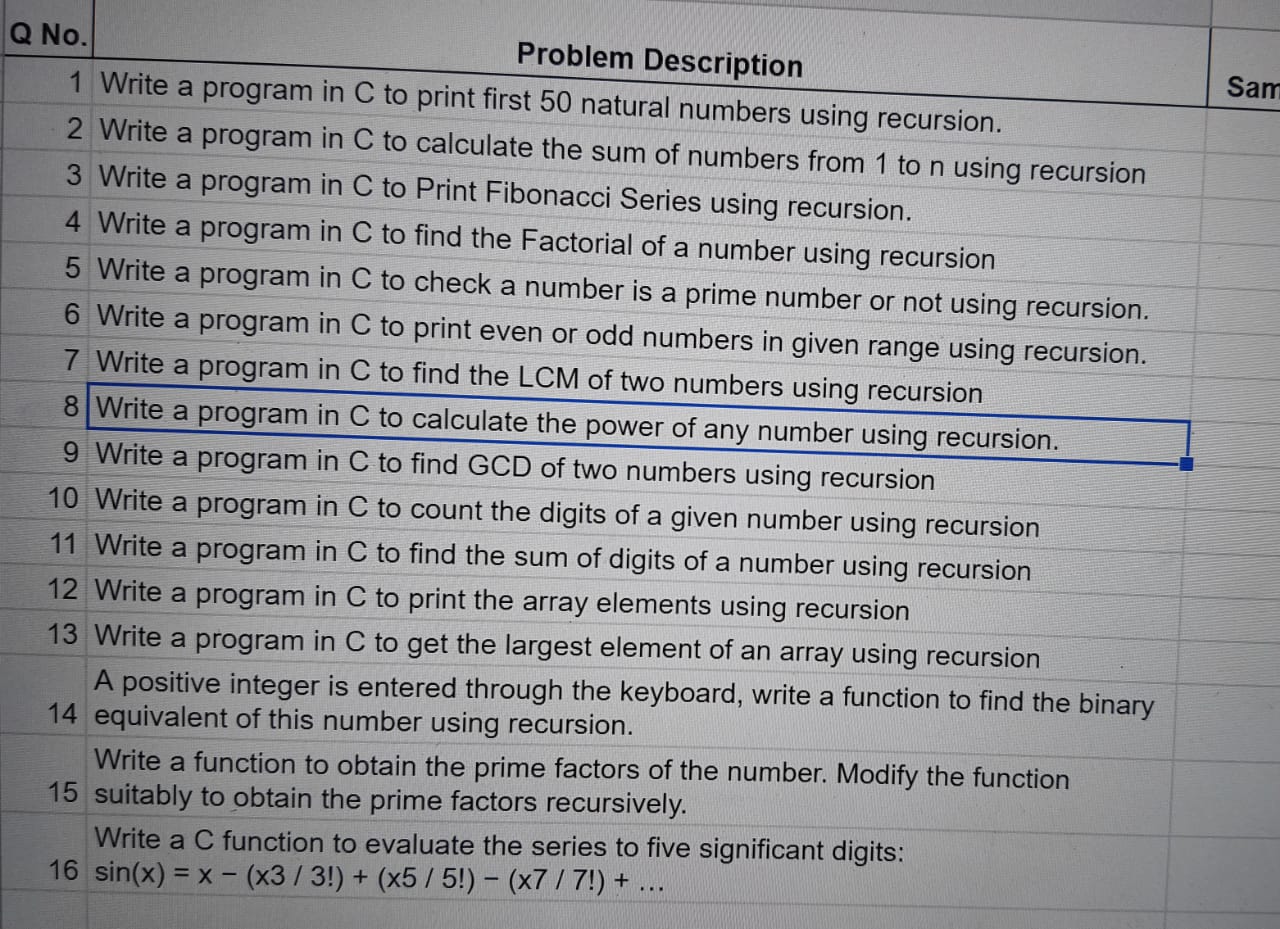 Q No.
Problem Description
Sam
1 Write a program in C to print first 50 natural numbers using recursion.
2 Write a program in C to calculate the sum of numbers from 1 to n using recursion
3 Write a program in C to Print Fibonacci Series using recursion.
4 Write a program in C to find the Factorial of a number using recursion
5 Write a program in C to check a number is a prime number or not using recursion.
6 Write a program in C to print even or odd numbers in given range using recursion.
7 Write a program in C to find the LCM of two numbers using recursion
8 Write a program in C to calculate the power of any number using recursion.
9 Write a program in C to find GCD of two numbers using recursion
10 Write a program in C to count the digits of a given number using recursion
11 Write a program in C to find the sum of digits of a number using recursion
12 Write a program in C to print the array elements using recursion
13 Write a program in C to get the largest element of an array using recursion
A positive integer is entered through the keyboard, write a function to find the binary
14 equivalent of this number using recursion.
Write a function to obtain the prime factors of the number. Modify the function
15 suitably to obtain the prime factors recursively.
Write a C function to evaluate the series to five significant digits:
16 sin(x) = x − (x3 / 3!) + (x5 / 5!) − (x7 / 7!) + …